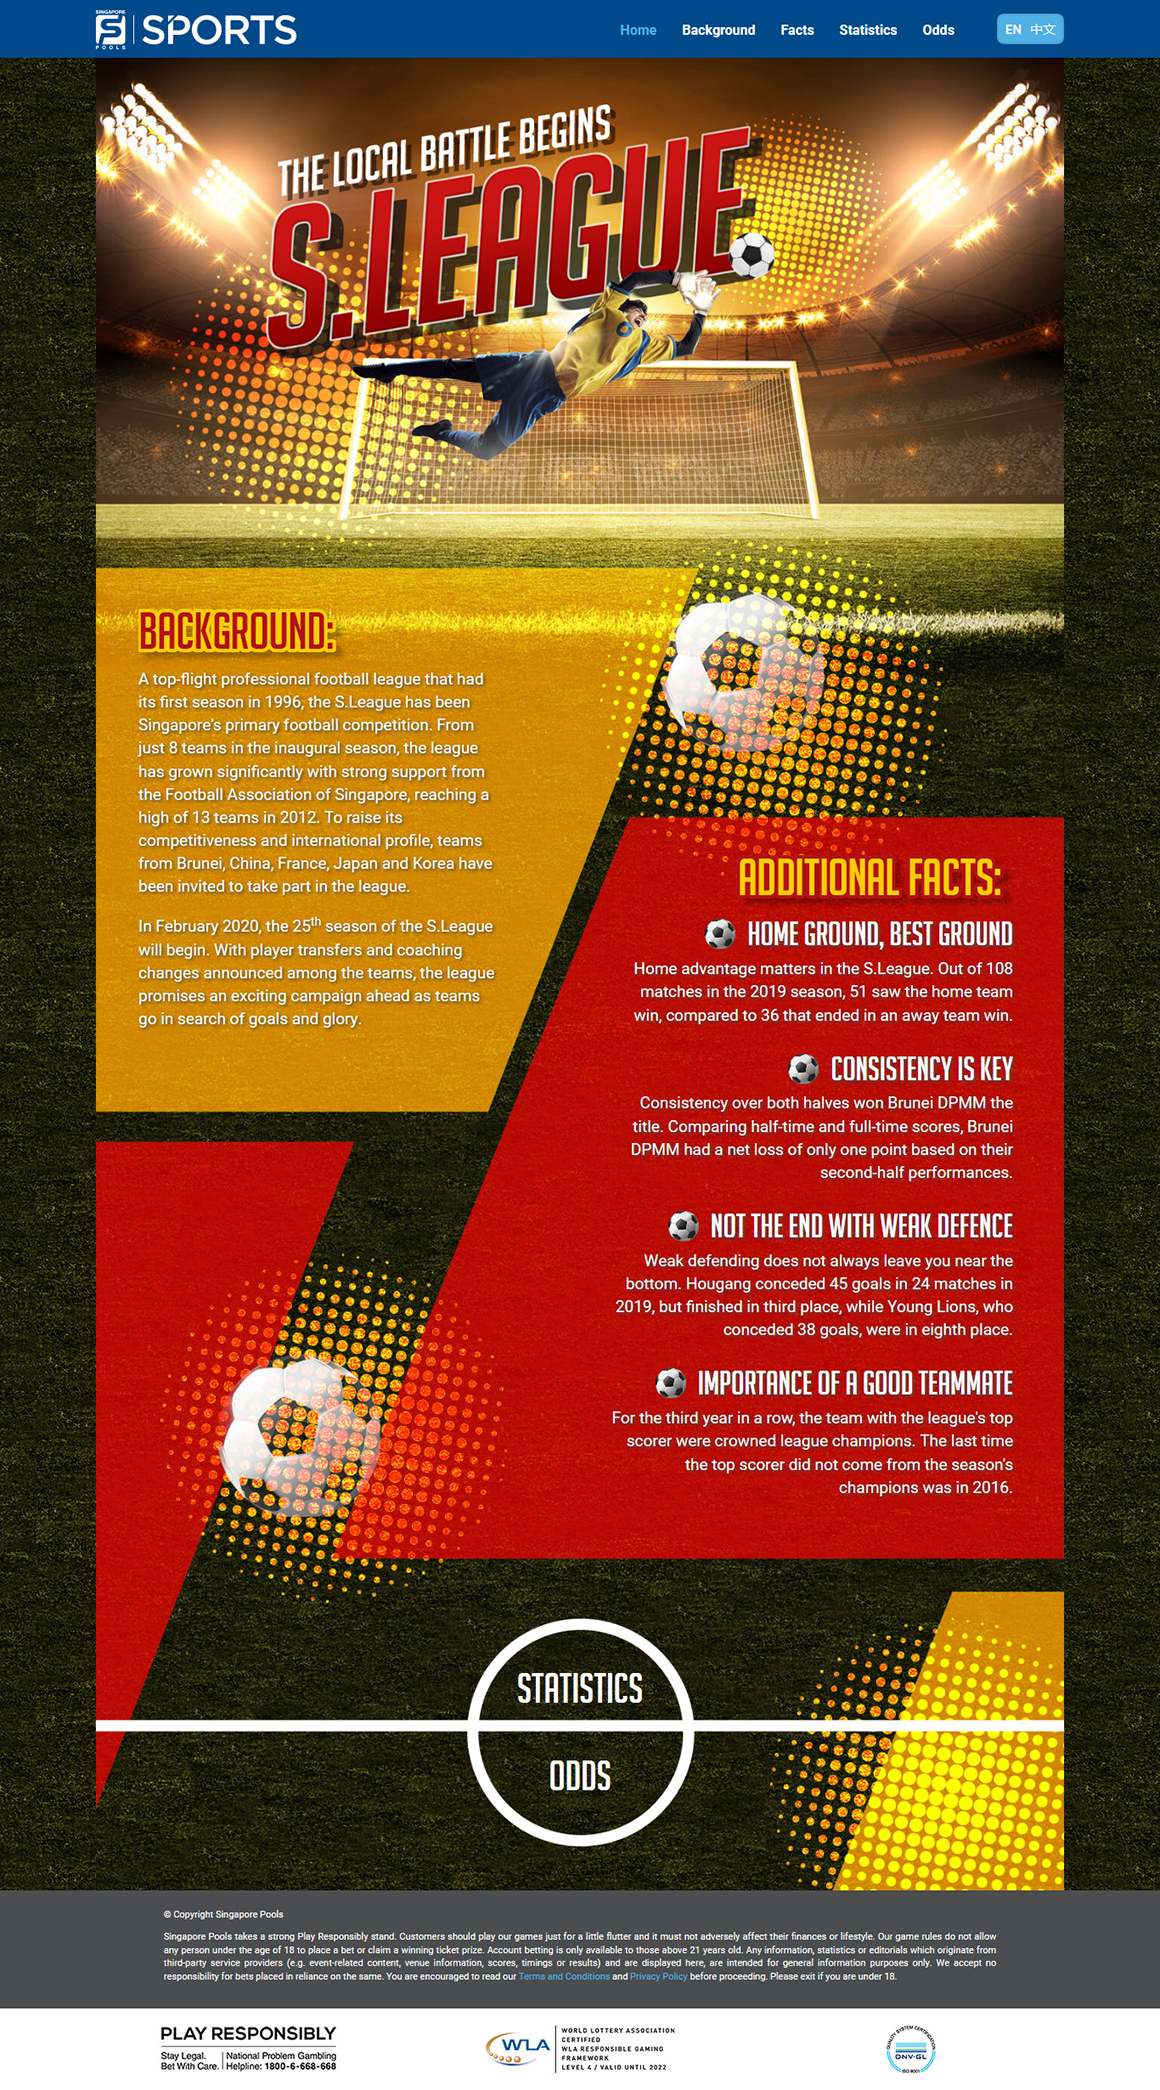 SINGAPORE
POOLS
SPORTS
Home
Background
Facts
Statistics
Odds
EN 中文
THE LOCAL BATTLE BEGINS
S.LEAGUE
BACKGROUND:
A top-flight professional football league that had
its first season in 1996, the S.League has been
Singapore's primary football competition. From
just 8 teams in the inaugural season, the league
has grown significantly with strong support from
the Football Association of Singapore, reaching a
high of 13 teams in 2012. To raise its
competitiveness and international profile, teams
from Brunei, China, France, Japan and Korea have
been invited to take part in the league.
In February 2020, the 25th season of the S.League
will begin. With player transfers and coaching
changes announced among the teams, the league
promises an exciting campaign ahead as teams
go in search of goals and glory.
ADDITIONAL FACTS:
HOME GROUND, BEST GROUND
Home advantage matters in the S.League. Out of 108
matches in the 2019 season, 51 saw the home team
win, compared to 36 that ended in an away team win.
CONSISTENCY IS KEY
Consistency over both halves won Brunei DPMM the
title. Comparing half-time and full-time scores, Brunei
DPMM had a net loss of only one point based on their
second-half performances.
NOT THE END WITH WEAK DEFENCE
Weak defending does not always leave you near the
bottom. Hougang conceded 45 goals in 24 matches in
2019, but finished in third place, while Young Lions, who
conceded 38 goals, were in eighth place.
IMPORTANCE OF A GOOD TEAMMATE
For the third year in a row, the team with the league's top
scorer were crowned league champions. The last time
the top scorer did not come from the season's
champions was in 2016.
STATISTICS
ODDS
© Copyright Singapore Pools
Singapore Pools takes a strong Play Responsibly stand. Customers should play our games just for a little flutter and it must not adversely affect their finances or lifestyle. Our game rules do not allow
any person under the age of 18 to place a bet or claim a winning ticket prize. Account betting is only available to those above 21 years old. Any information, statistics or editorials which originate from
third-party service providers (e.g. event-related content, venue information, scores, timings or results) and are displayed here, are intended for general information purposes only. We accept no
responsibility for bets placed in reliance on the same. You are encouraged to read our Terms and Conditions and Privacy Policy before proceeding. Please exit if you are under 18.
PLAY RESPONSIBLY
Stay Legal.
Bet With Care.
National Problem Gambling
Helpline: 1800-6-668-668
WLA
WORLD LOTTERY ASSOCIATION
CERTIFIED
WLA RESPONSIBLE GAMING
FRAMEWORK
LEVEL 4 / VALID UNTIL 2022
QUALITY SYSTEM CERTIFICATION
DNV·GL
ISO 9001